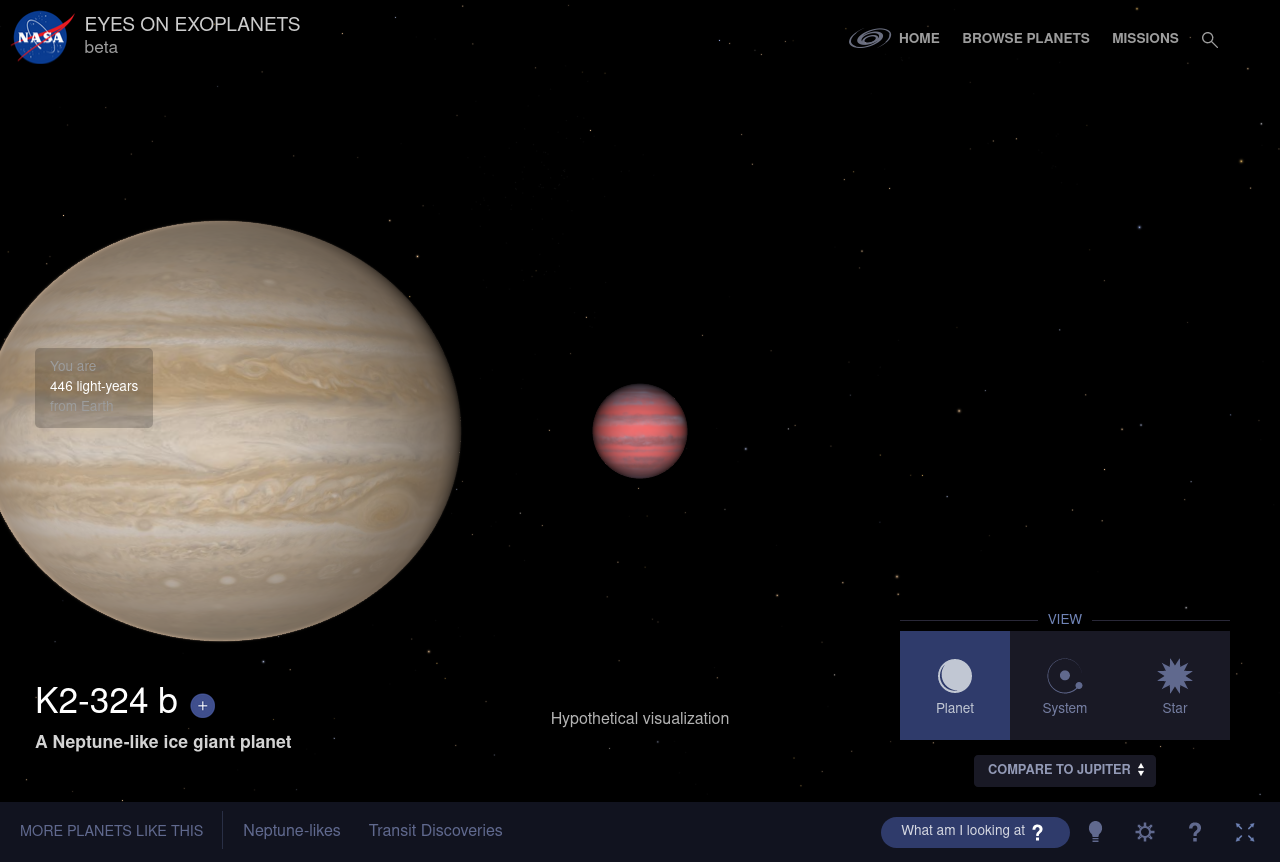 NASA
EYES ON EXOPLANETS
beta
HOME
BROWSE PLANETS
MISSIONS
You are
446 light-years
from Earth
K2-324 b +
A Neptune-like ice giant planet
Hypothetical visualization
VIEW
Planet
System
Star
COMPARE TO JUPITER
MORE PLANETS LIKE THIS
Neptune-likes
Transit Discoveries
What am I looking at ?
?